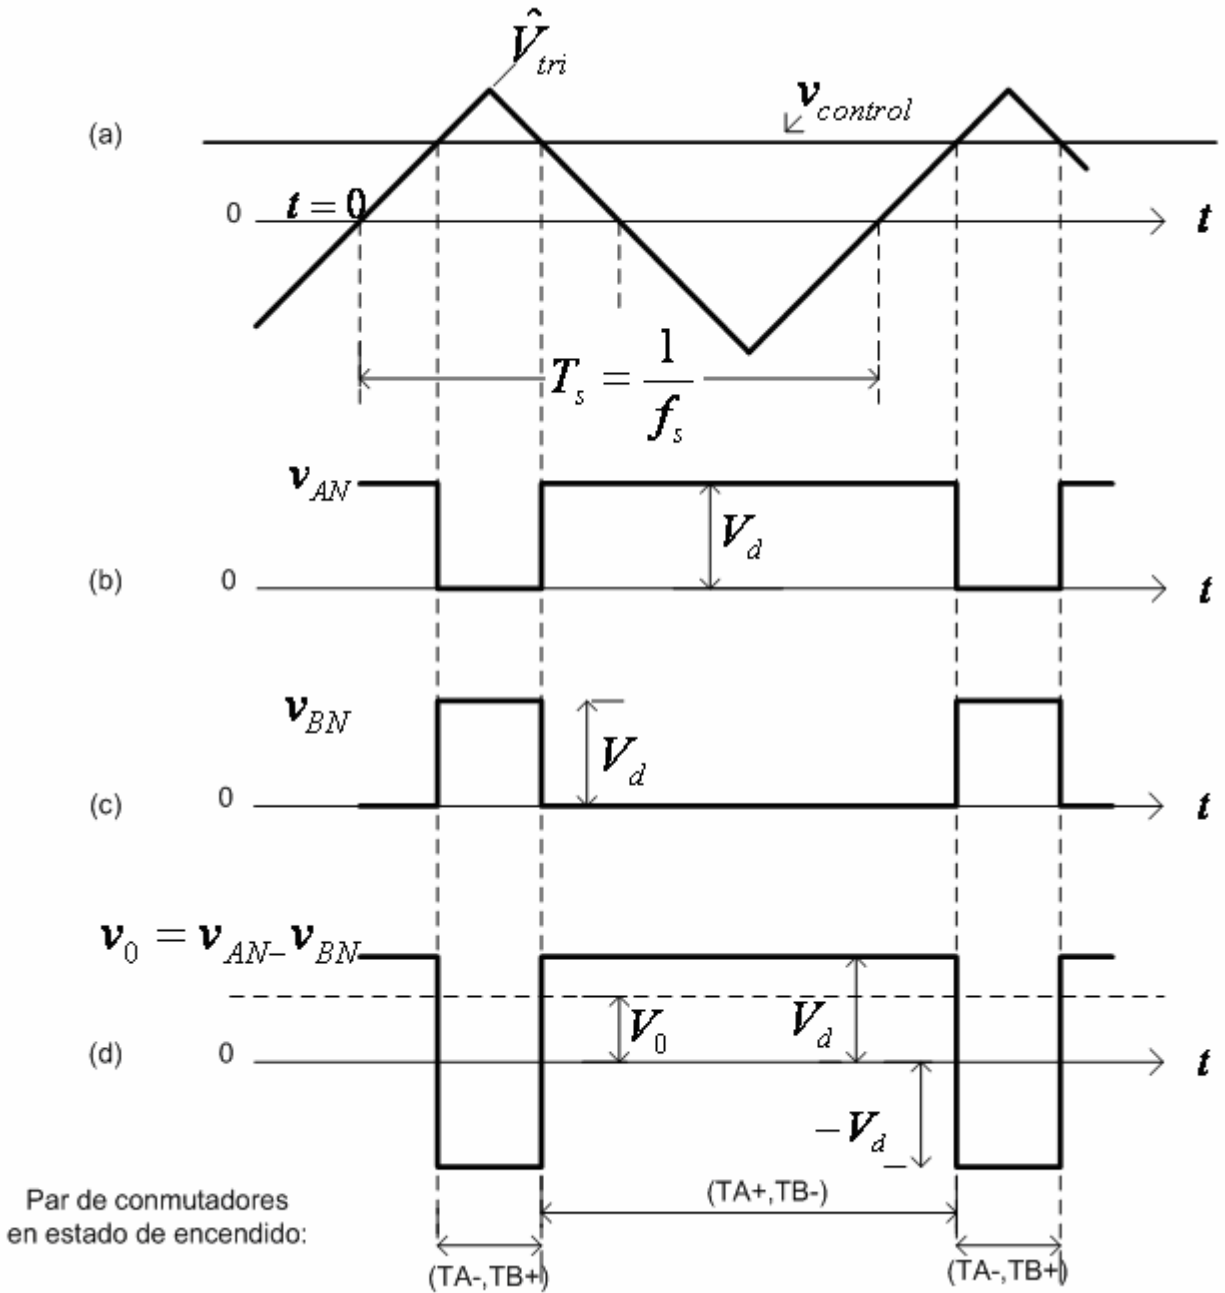 V̂tri
vcontrol
(a)
t = 0
0
t
Ts = 1/fs
vAN
Vd
(b)
0
t
vBN
Vd
(c)
0
t
v0 = vAN− vBN
V0
Vd
(d)
0
t
−Vd
Par de conmutadores
en estado de encendido:
(TA+,TB-)
(TA-,TB+)
(TA-,TB+)